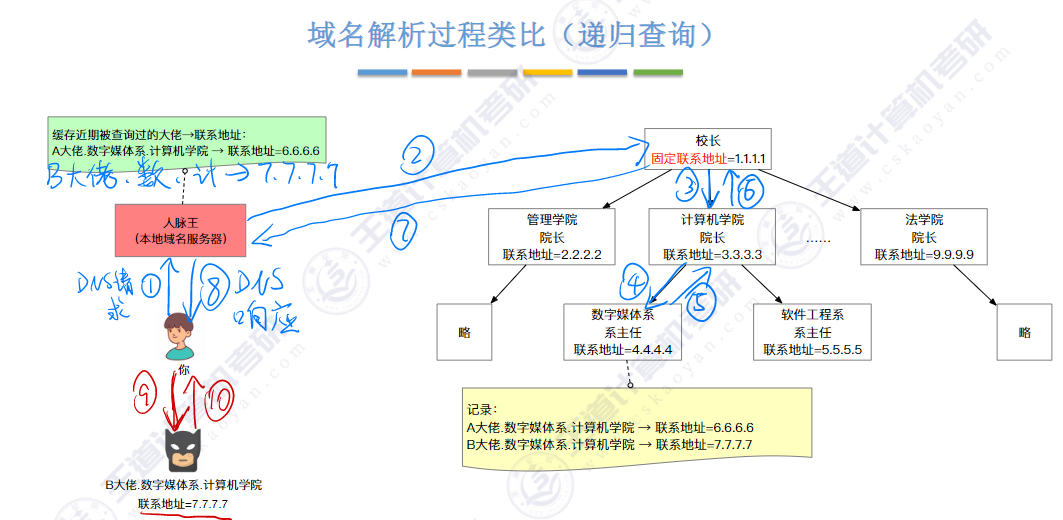 域名解析过程类比（递归查询）
缓存近期被查询过的大佬→联系地址：
A大佬.数字媒体系.计算机学院 → 联系地址=6.6.6.6
B大佬.数.计→7.7.7.7
人脉王
（本地域名服务器）
DNS请求
①
⑧
DNS
响应
你
⑨
⑩
B大佬.数字媒体系.计算机学院
联系地址=7.7.7.7
②
⑦
校长
固定联系地址=1.1.1.1
③
⑥
管理学院
院长
联系地址=2.2.2.2
计算机学院
院长
联系地址=3.3.3.3
......
法学院
院长
联系地址=9.9.9.9
④
⑤
略
数字媒体系
系主任
联系地址=4.4.4.4
软件工程系
系主任
联系地址=5.5.5.5
略
记录：
A大佬.数字媒体系.计算机学院 → 联系地址=6.6.6.6
B大佬.数字媒体系.计算机学院 → 联系地址=7.7.7.7
王道计算机考研
www.cskaoyan.com